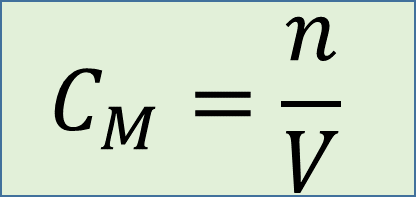 C_M = n/V